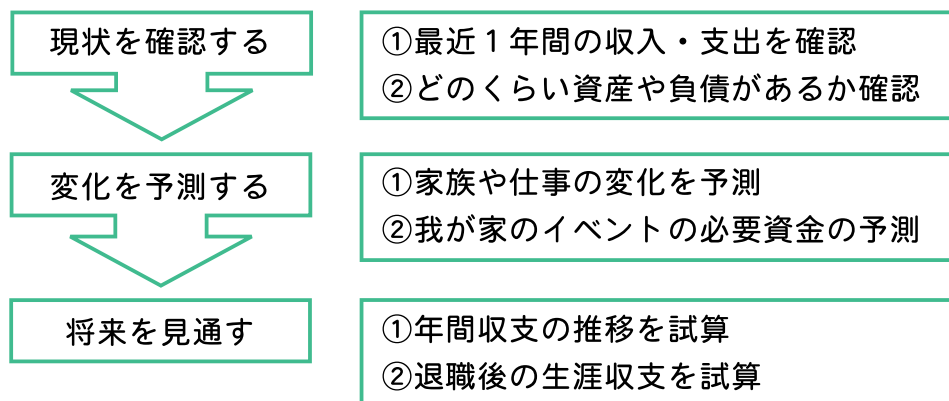 現状を確認する
①最近1年間の収入・支出を確認
②どのくらい資産や負債があるか確認
変化を予測する
①家族や仕事の変化を予測
②我が家のイベントの必要資金の予測
将来を見通す
①年間収支の推移を試算
②退職後の生涯収支を試算